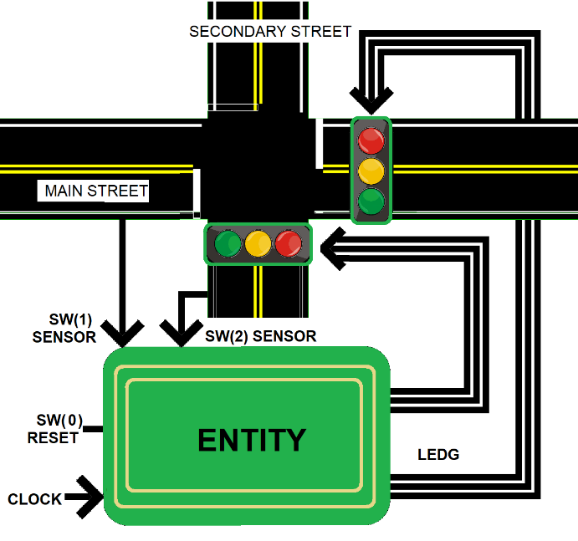 SECONDARY STREET
MAIN STREET
SW(1)
SENSOR
SW(2) SENSOR
SW(0)
RESET
ENTITY
LEDG
CLOCK